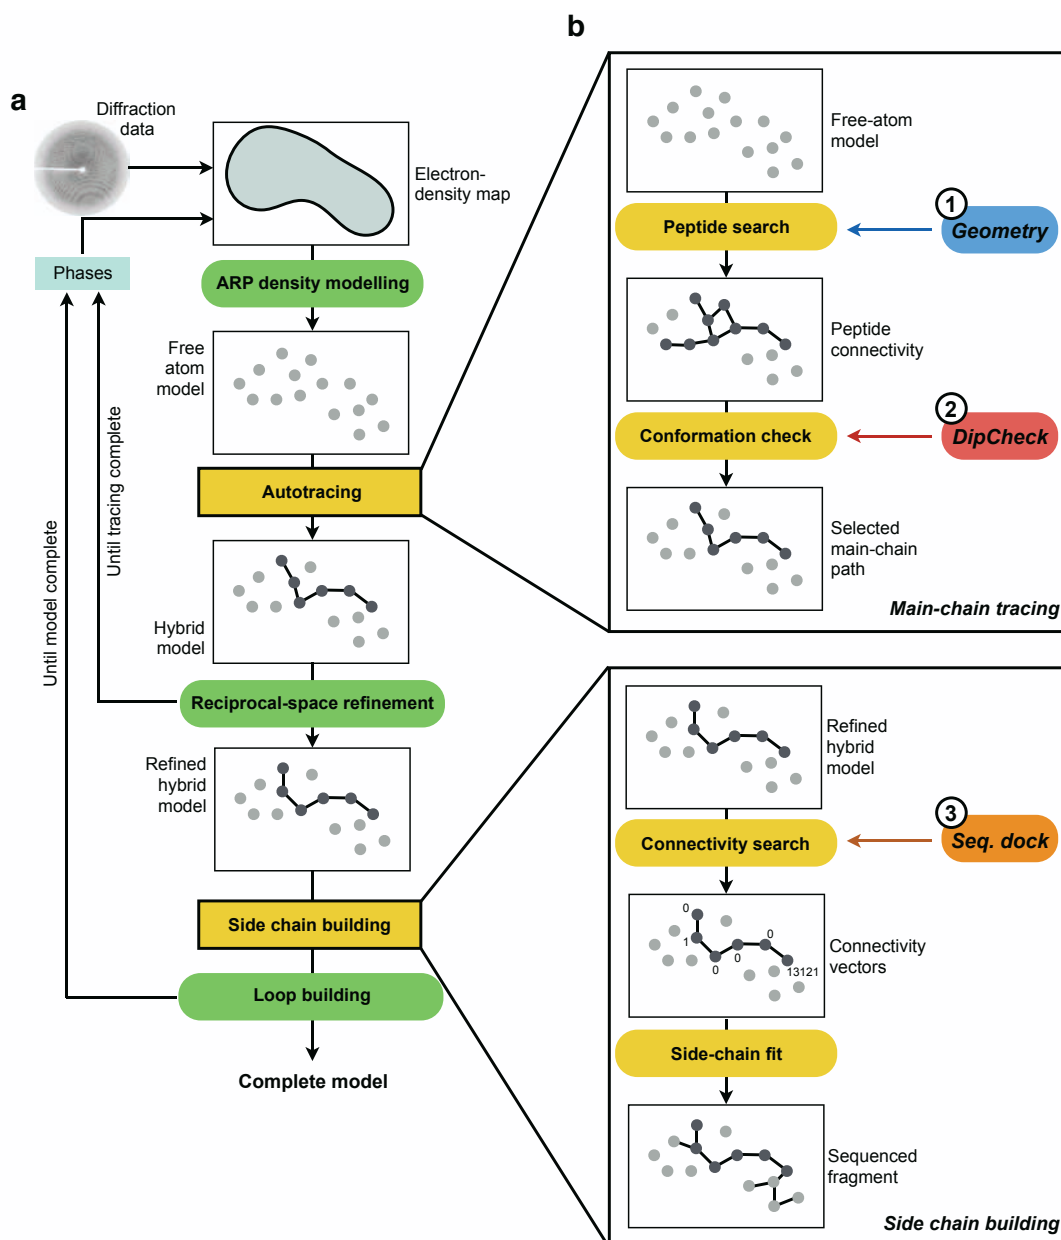 a
Diffraction
data
Electron-
density map
Phases
ARP density modelling
Free
atom
model
Autotracing
Until model complete
Until tracing complete
Hybrid
model
Reciprocal-space refinement
Refined
hybrid
model
Side chain building
Loop building
Complete model
b
Free-atom
model
Peptide search
1
Geometry
Peptide
connectivity
Conformation check
2
DipCheck
Selected
main-chain
path
Main-chain tracing
Refined
hybrid
model
Connectivity search
3
Seq. dock
0
1
0
0
0
13121
Connectivity
vectors
Side-chain fit
Sequenced
fragment
Side chain building